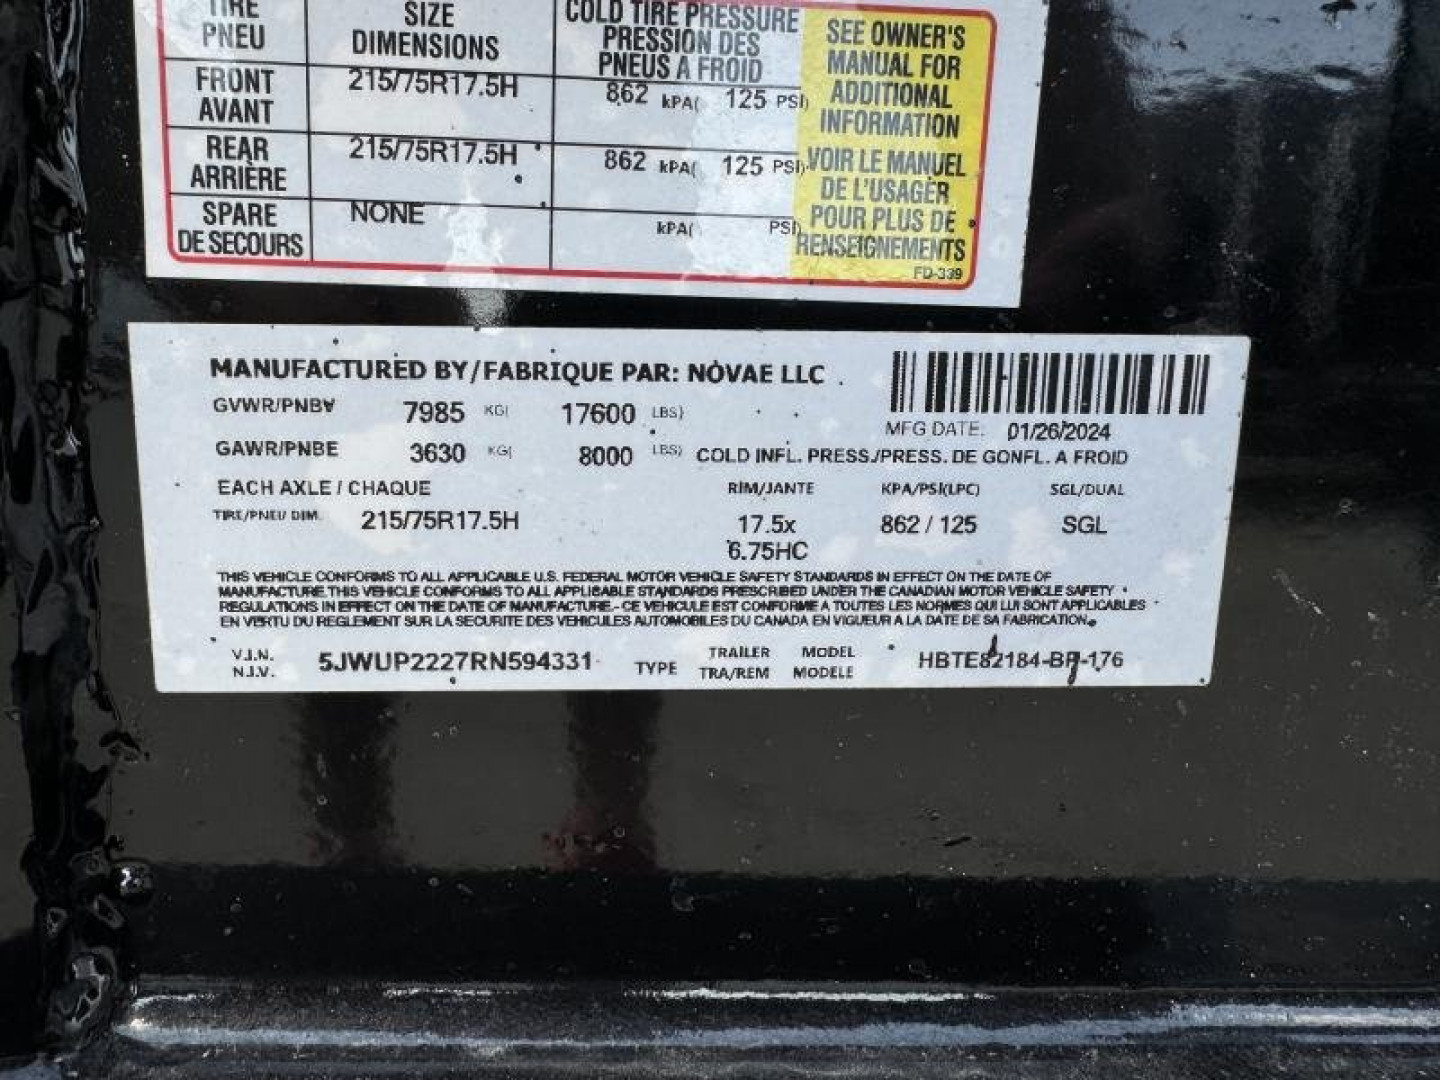 TIRE SIZE COLD TIRE PRESSURE SEE OWNER'S
PNEU DIMENSIONS PRESSION DES PNEUS A FROID MANUAL FOR
FRONT AVANT 215/75R17.5H 862 kPA( 125 PSI) ADDITIONAL INFORMATION
REAR ARRIÈRE 215/75R17.5H 862 kPA( 125 PSI) VOIR LE MANUEL DE L'USAGER
SPARE DE SECOURS NONE kPA( PSI) POUR PLUS DE RENSEIGNEMENTS
FD-339
MANUFACTURED BY/FABRIQUE PAR: NOVAE LLC
GVWR/PNBV 7985 KG( 17600 LBS)
MFG DATE: 01/26/2024
GAWR/PNBE 3630 KG( 8000 LBS) COLD INFL. PRESS./PRESS. DE GONFL. A FROID
EACH AXLE / CHAQUE RIM/JANTE KPA/PSI(LPC) SGL/DUAL
TIRE/PNEU DIM. 215/75R17.5H 17.5x 862 / 125 SGL
6.75HC
THIS VEHICLE CONFORMS TO ALL APPLICABLE U.S. FEDERAL MOTOR VEHICLE SAFETY STANDARDS IN EFFECT ON THE DATE OF
MANUFACTURE. THIS VEHICLE CONFORMS TO ALL APPLICABLE STANDARDS PRESCRIBED UNDER THE CANADIAN MOTOR VEHICLE SAFETY
REGULATIONS IN EFFECT ON THE DATE OF MANUFACTURE.- CE VEHICULE EST CONFORME A TOUTES LES NORMES QUI LUI SONT APPLICABLES
EN VERTU DU REGLEMENT SUR LA SECURITE DES VEHICULES AUTOMOBILES DU CANADA EN VIGUEUR A LA DATE DE SA FABRICATION.
V.I.N. 5JWUP2227RN594331 TYPE TRAILER MODEL HBTE82184-BP-176
N.I.V. TRA/REM MODELE